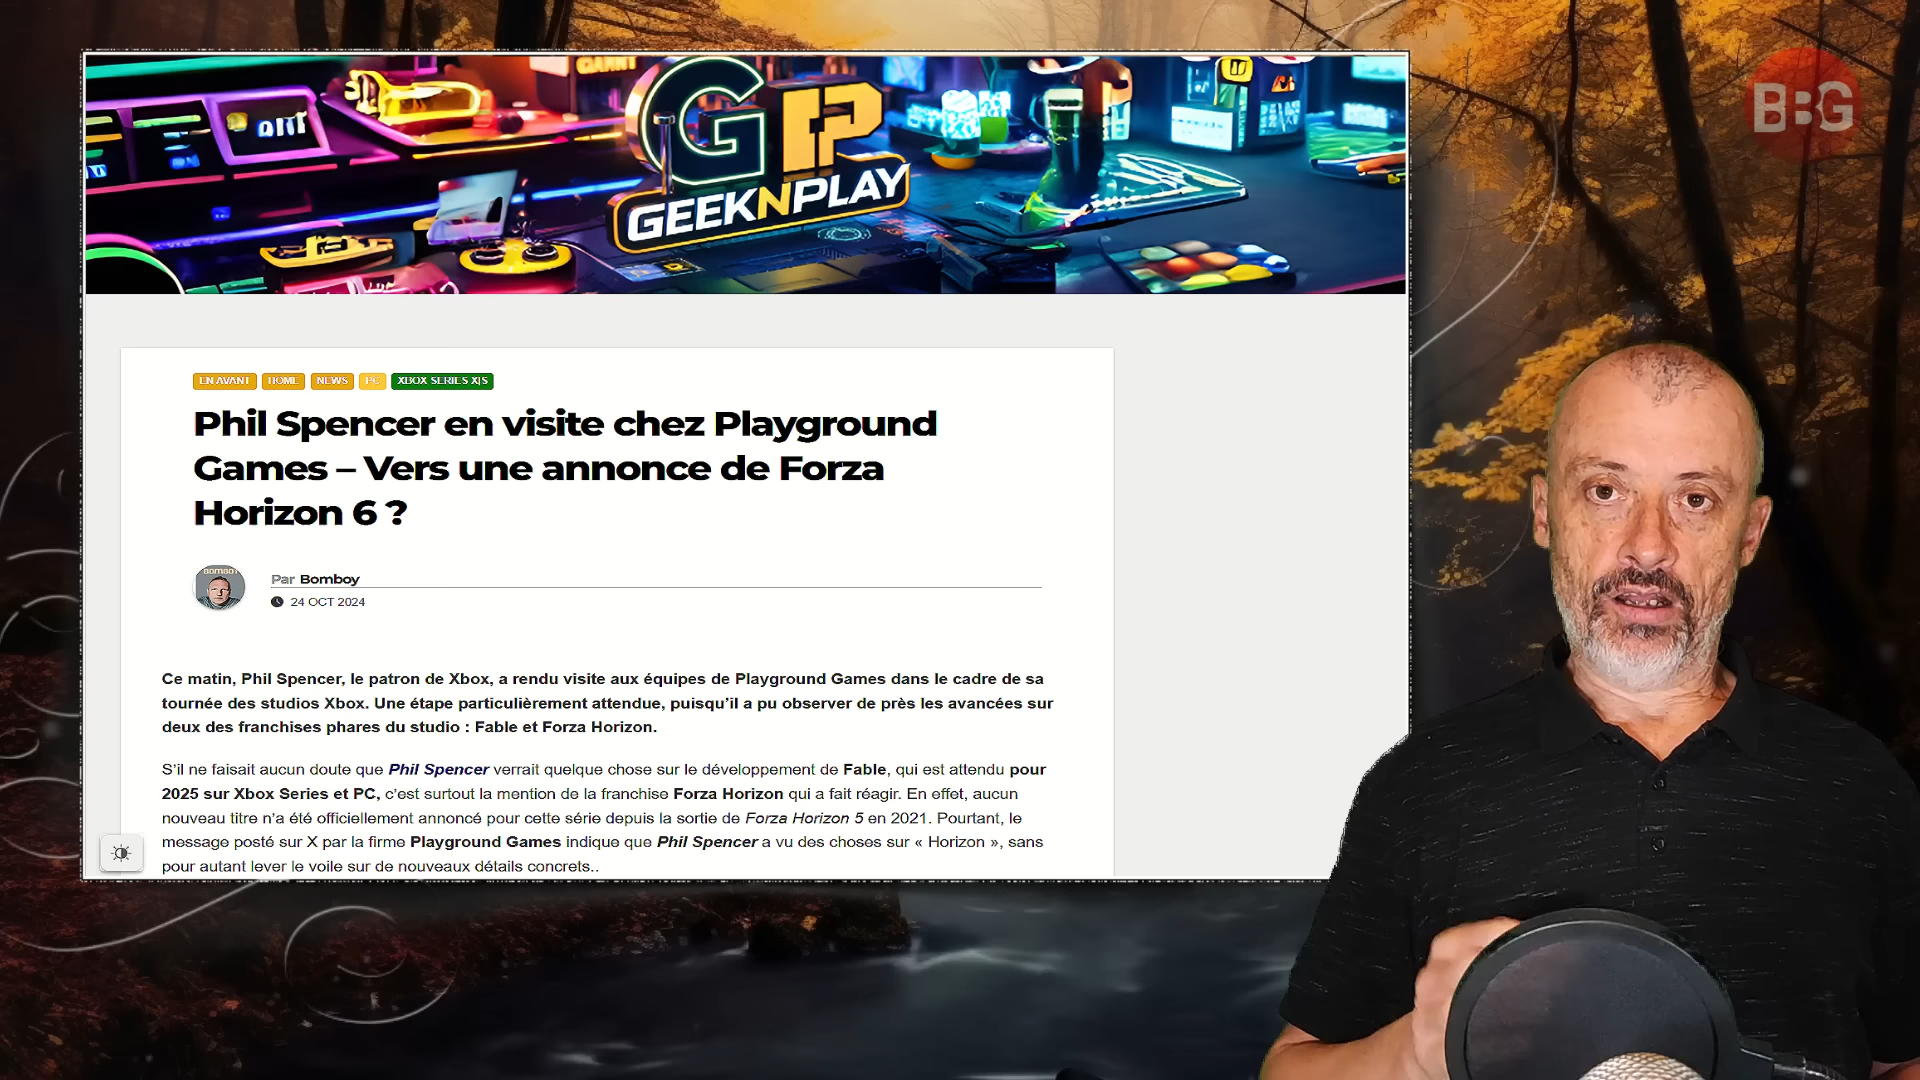 BBG
GP
GEEKNPLAY
EN AVANT HOME NEWS PC XBOX SERIES X|S
Phil Spencer en visite chez Playground
Games – Vers une annonce de Forza
Horizon 6 ?
BOMBOY
Par Bomboy
24 OCT 2024
Ce matin, Phil Spencer, le patron de Xbox, a rendu visite aux équipes de Playground Games dans le cadre de sa
tournée des studios Xbox. Une étape particulièrement attendue, puisqu’il a pu observer de près les avancées sur
deux des franchises phares du studio : Fable et Forza Horizon.
S’il ne faisait aucun doute que Phil Spencer verrait quelque chose sur le développement de Fable, qui est attendu pour
2025 sur Xbox Series et PC, c’est surtout la mention de la franchise Forza Horizon qui a fait réagir. En effet, aucun
nouveau titre n’a été officiellement annoncé pour cette série depuis la sortie de Forza Horizon 5 en 2021. Pourtant, le
message posté sur X par la firme Playground Games indique que Phil Spencer a vu des choses sur « Horizon », sans
pour autant lever le voile sur de nouveaux détails concrets..